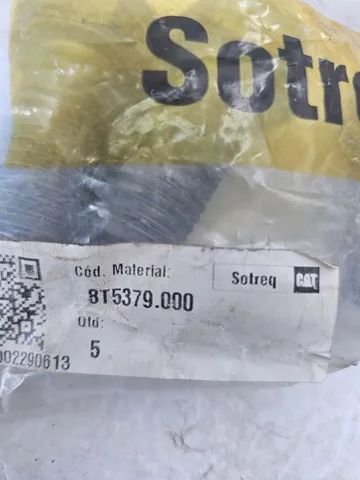 Sotre
Cód. Material:
8T5379.000
Sotreq CAT
Qtd:
5
002290613